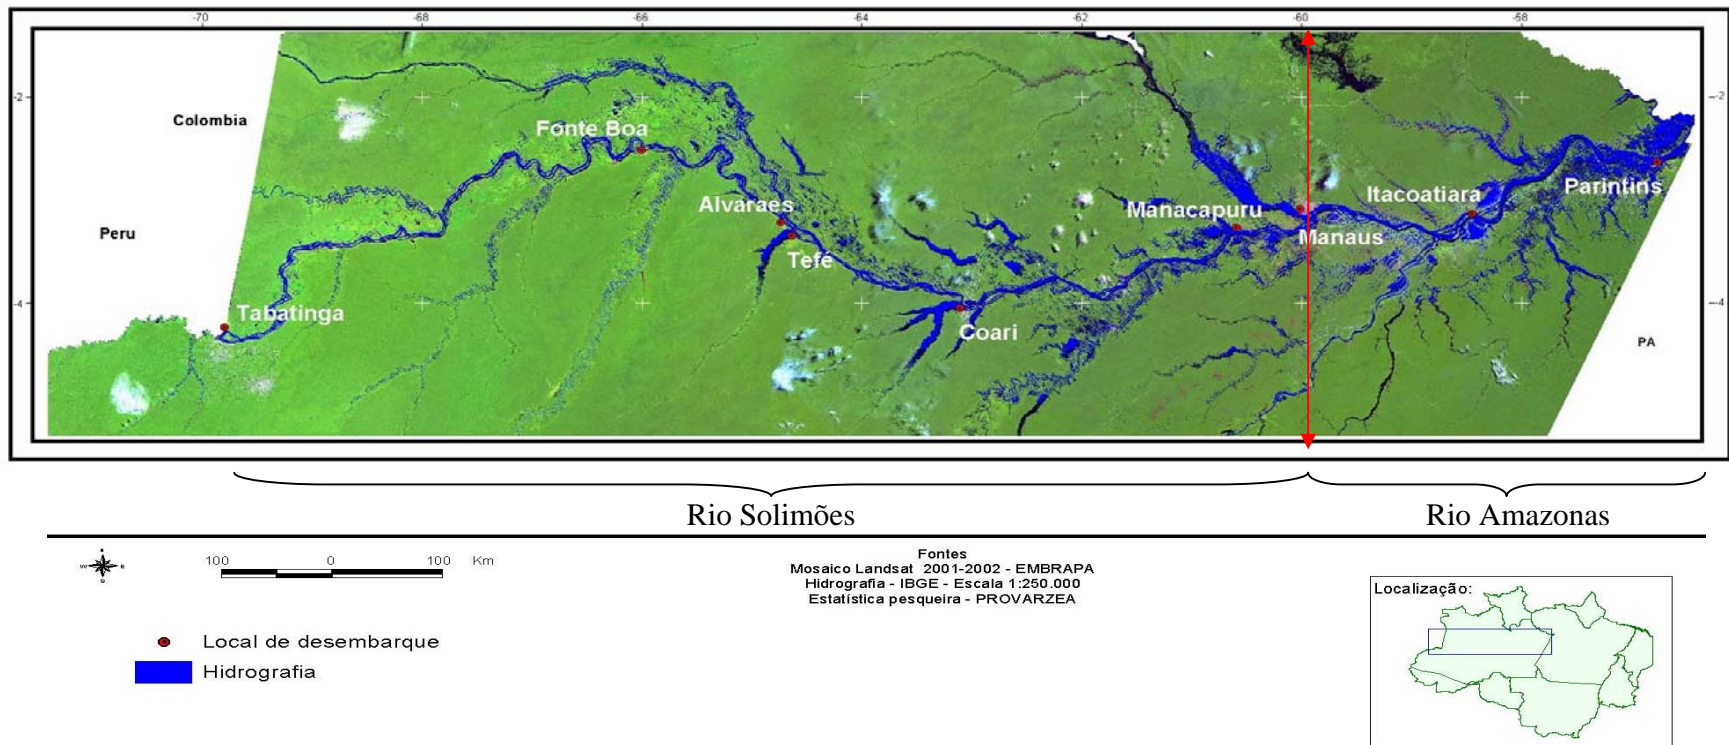 -70 -68 -66 -64 -62 -60 -58
-2 -2
Colombia
Fonte Boa
Alvaraes
Itacoatiara
Parintins
Manacapuru
Peru
Manaus
Tefé
-4 -4
Tabatinga
Coari
PA
Rio Solimões Rio Amazonas
100 0 100 Km
Fontes
Mosaico Landsat 2001-2002 - EMBRAPA
Hidrografia - IBGE - Escala 1:250.000
Estatística pesqueira - PROVARZEA
Localização:
Local de desembarque
Hidrografia